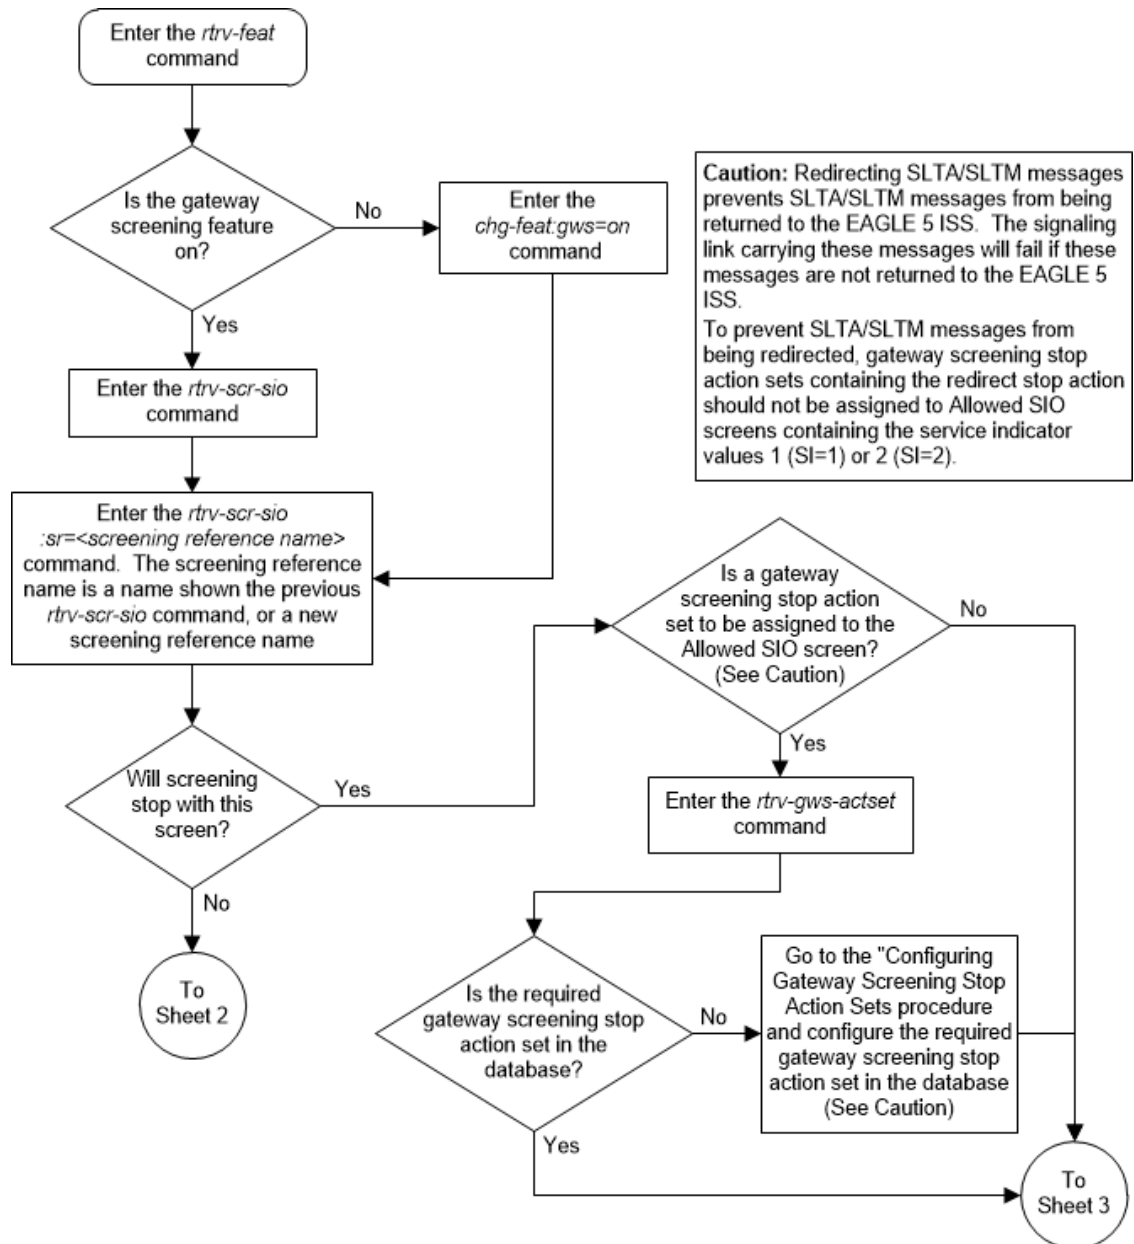 Enter the rtrv-feat
command
Is the gateway
screening feature
on?
No
Enter the
chg-feat:gws=on
command
Yes
Enter the rtrv-scr-sio
command
Enter the rtrv-scr-sio
:sr=<screening reference name>
command. The screening reference
name is a name shown the previous
rtrv-scr-sio command, or a new
screening reference name
Will screening
stop with this
screen?
Yes
No
To
Sheet 2
Caution: Redirecting SLTA/SLTM messages
prevents SLTA/SLTM messages from being
returned to the EAGLE 5 ISS. The signaling
link carrying these messages will fail if these
messages are not returned to the EAGLE 5
ISS.
To prevent SLTA/SLTM messages from
being redirected, gateway screening stop
action sets containing the redirect stop action
should not be assigned to Allowed SIO
screens containing the service indicator
values 1 (SI=1) or 2 (SI=2).
Is a gateway
screening stop action
set to be assigned to the
Allowed SIO screen?
(See Caution)
No
Yes
Enter the rtrv-gws-actset
command
Is the required
gateway screening stop
action set in the
database?
No
Go to the "Configuring
Gateway Screening Stop
Action Sets procedure
and configure the required
gateway screening stop
action set in the database
(See Caution)
Yes
To
Sheet 3